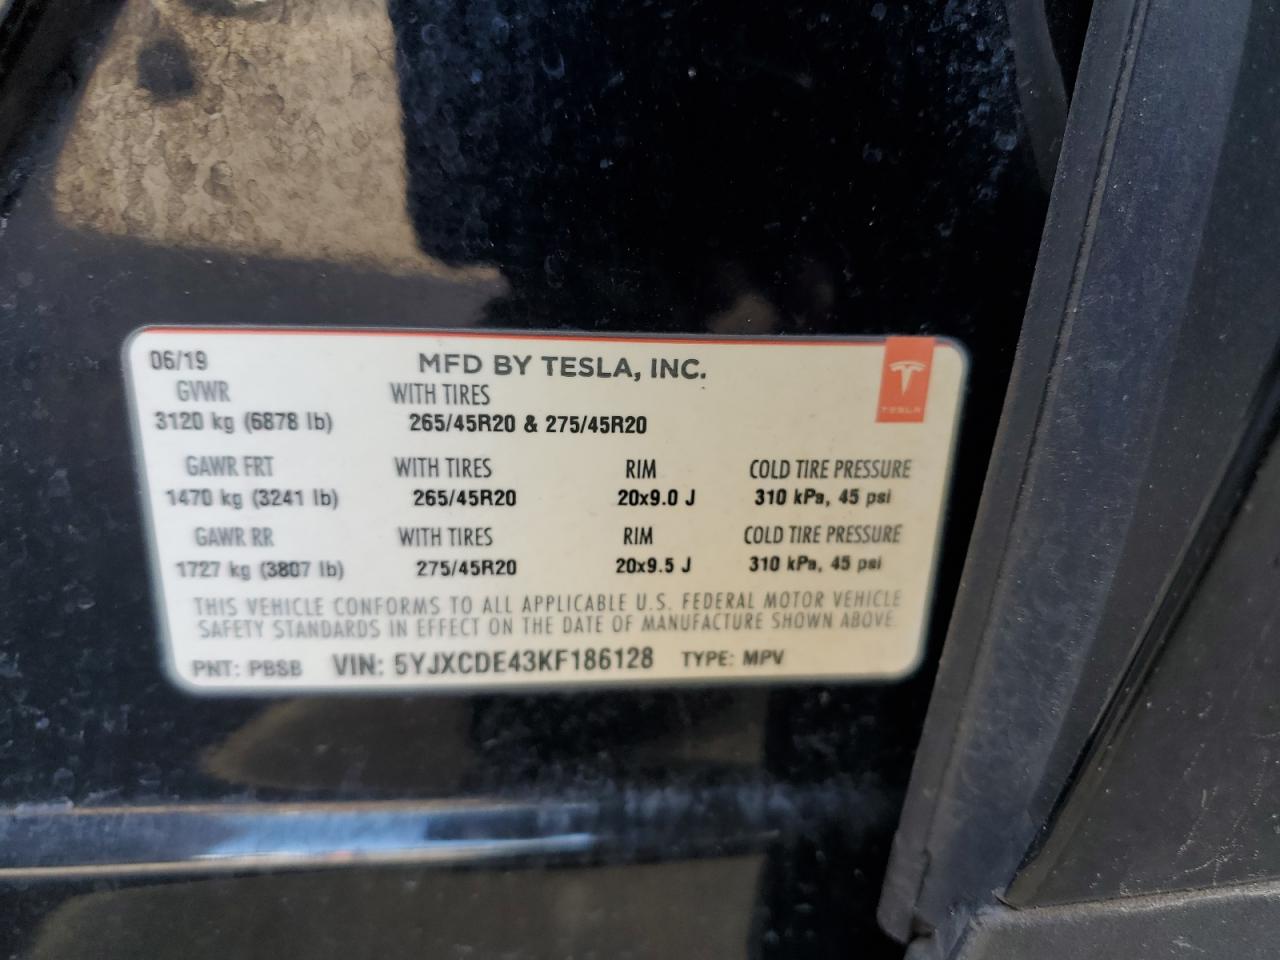 06/19 MFD BY TESLA, INC.
TESLA
GVWR WITH TIRES
3120 kg (6878 lb) 265/45R20 & 275/45R20
GAWR FRT WITH TIRES RIM COLD TIRE PRESSURE
1470 kg (3241 lb) 265/45R20 20x9.0 J 310 kPa, 45 psi
GAWR RR WITH TIRES RIM COLD TIRE PRESSURE
1727 kg (3807 lb) 275/45R20 20x9.5 J 310 kPa, 45 psi
THIS VEHICLE CONFORMS TO ALL APPLICABLE U.S. FEDERAL MOTOR VEHICLE
SAFETY STANDARDS IN EFFECT ON THE DATE OF MANUFACTURE SHOWN ABOVE.
PNT: PBSB VIN: 5YJXCDE43KF186128 TYPE: MPV